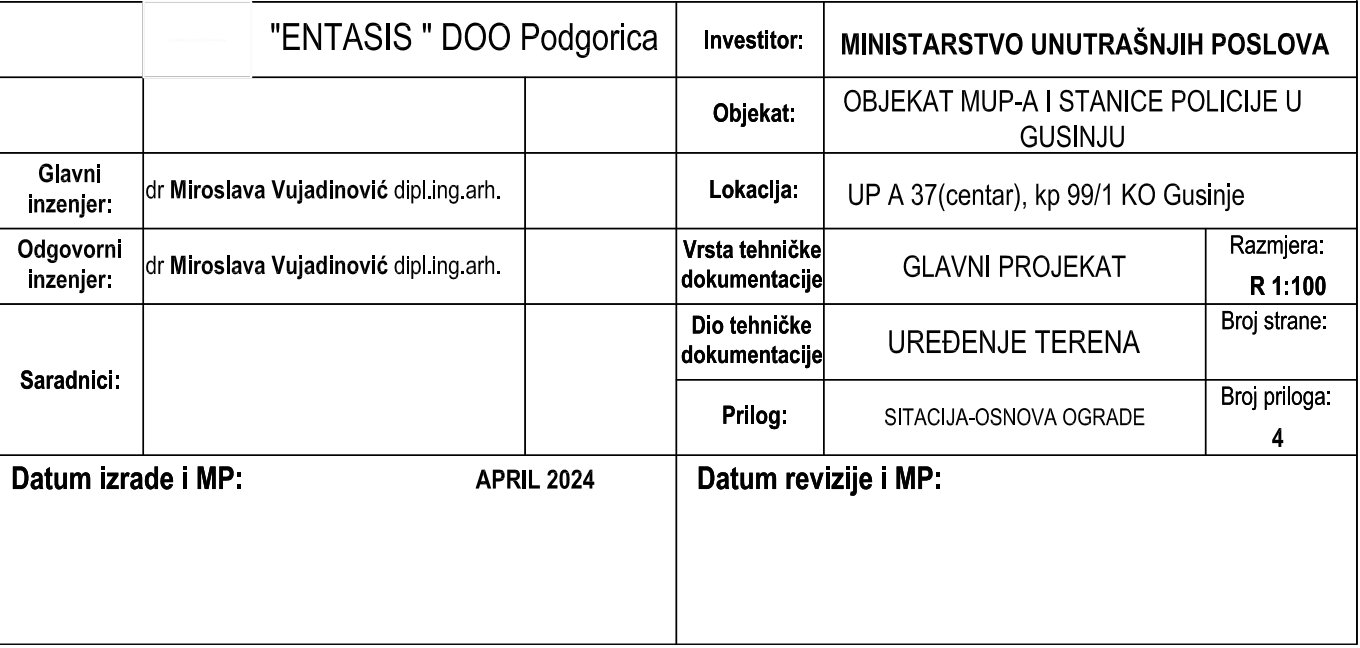 "ENTASIS " DOO Podgorica
Investitor:
MINISTARSTVO UNUTRAŠNJIH POSLOVA
Objekat:
OBJEKAT MUP-A I STANICE POLICIJE U
GUSINJU
Glavni
inzenjer:
dr Miroslava Vujadinović dipl.ing.arh.
Lokacija:
UP A 37(centar), kp 99/1 KO Gusinje
Odgovorni
inzenjer:
dr Miroslava Vujadinović dipl.ing.arh.
Vrsta tehničke
dokumentacije
GLAVNI PROJEKAT
Razmjera:
R 1:100
Saradnici:
Dio tehničke
dokumentacije
UREĐENJE TERENA
Broj strane:
Prilog:
SITACIJA-OSNOVA OGRADE
Broj priloga:
4
Datum izrade i MP:
APRIL 2024
Datum revizije i MP: